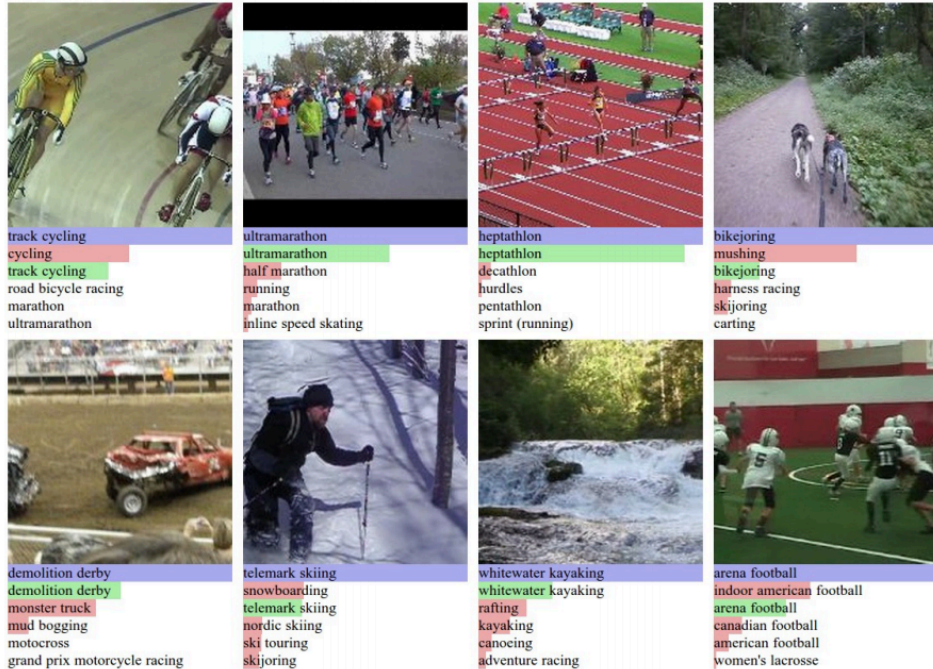 track cycling
cycling
track cycling
road bicycle racing
marathon
ultramarathon
ultramarathon
ultramarathon
half marathon
running
marathon
inline speed skating
heptathlon
heptathlon
decathlon
hurdles
pentathlon
sprint (running)
bikejoring
mushing
bikejoring
harness racing
skijoring
carting
demolition derby
demolition derby
monster truck
mud bogging
motocross
grand prix motorcycle racing
telemark skiing
snowboarding
telemark skiing
nordic skiing
ski touring
skijoring
whitewater kayaking
whitewater kayaking
rafting
kayaking
canoeing
adventure racing
5
11
arena football
indoor american football
arena football
canadian football
american football
women's lacrosse